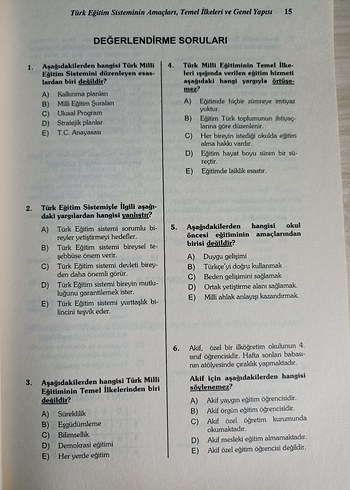 Türk Eğitim Sisteminin Amaçları, Temel İlkeleri ve Genel Yapısı 15
DEĞERLENDİRME SORULARI
1. Aşağıdakilerden hangisi Türk Milli
Eğitim Sistemini düzenleyen esas-
lardan biri değildir?
A) Kalkınma planları
B) Milli Eğitim Şuraları
C) Ulusal Program
D) Stratejik planlar
E) T.C. Anayasası
2. Türk Eğitim Sistemiyle İlgili aşağı-
daki yargılardan hangisi yanlıştır?
A) Türk Eğitim sistemi sorumlu bi-
reyler yetiştirmeyi hedefler.
B) Türk Eğitim sistemi bireysel te-
şebbüse önem verir.
C) Türk Eğitim sistemi devleti birey-
den daha önemli görür.
D) Türk Eğitim sistemi bireyin mutlu-
luğunu garantilemek ister.
E) Türk Eğitim sistemi yurttaşlık bi-
lincini teşvik eder.
3. Aşağıdakilerden hangisi Türk Milli
Eğitiminin Temel İlkelerinden biri
değildir?
A) Süreklilik
B) Eşgüdümleme
C) Bilimsellik
D) Demokrasi eğitimi
E) Her yerde eğitim
4. Türk Milli Eğitiminin Temel İlke-
leri ışığında verilen eğitim hizmeti
aşağıdaki hangi yargıyla örtüşe-
mez?
A) Eğitimde hiçbir zümreye imtiyaz
yoktur.
B) Eğitim Türk toplumunun ihtiyaç-
larına göre düzenlenir.
C) Her bireyin istediği okulda eğitim
alma hakkı vardır.
D) Eğitim hayat boyu süren bir sü-
reçtir.
E) Eğitimde laiklik esastır.
5. Aşağıdakilerden hangisi okul
öncesi eğitiminin amaçlarından
birisi değildir?
A) Duygu gelişimi
B) Türkçe'yi doğru kullanmak
C) Beden gelişimini sağlamak
D) Ortak yetiştirme alanı sağlamak.
E) Milli ahlak anlayışı kazandırmak.
6. Akif, özel bir ilköğretim okulunun 4.
sınıf öğrencisidir. Hafta sonları babası-
nın atölyesinde çıraklık yapmaktadır.
Akif için aşağıdakilerden hangisi
söylenemez?
A) Akif yaygın eğitim öğrencisidir.
B) Akif örgün eğitim öğrencisidir.
C) Akif özel öğretim kurumunda
okumaktadır.
D) Akif mesleki eğitim almamaktadır.
E) Akif özel eğitim öğrencisi değildir.